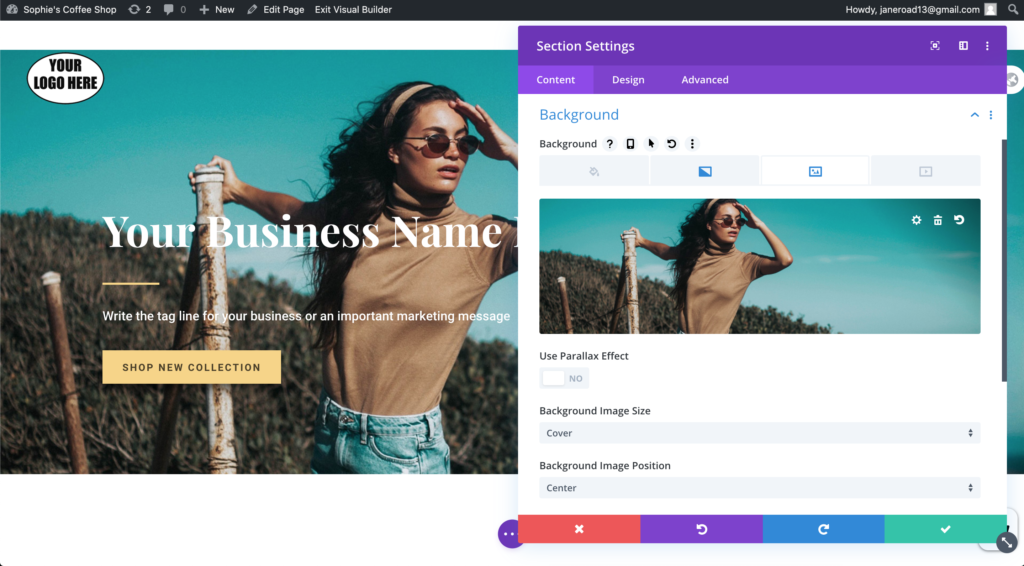 Sophie's Coffee Shop 2 0 New Edit Page Exit Visual Builder Howdy, janeroad13@gmail.com
YOUR
LOGO HERE
Your Business Name
Write the tag line for your business or an important marketing message
SHOP NEW COLLECTION
Section Settings
Content Design Advanced
Background
Background ?
Use Parallax Effect
NO
Background Image Size
Cover
Background Image Position
Center